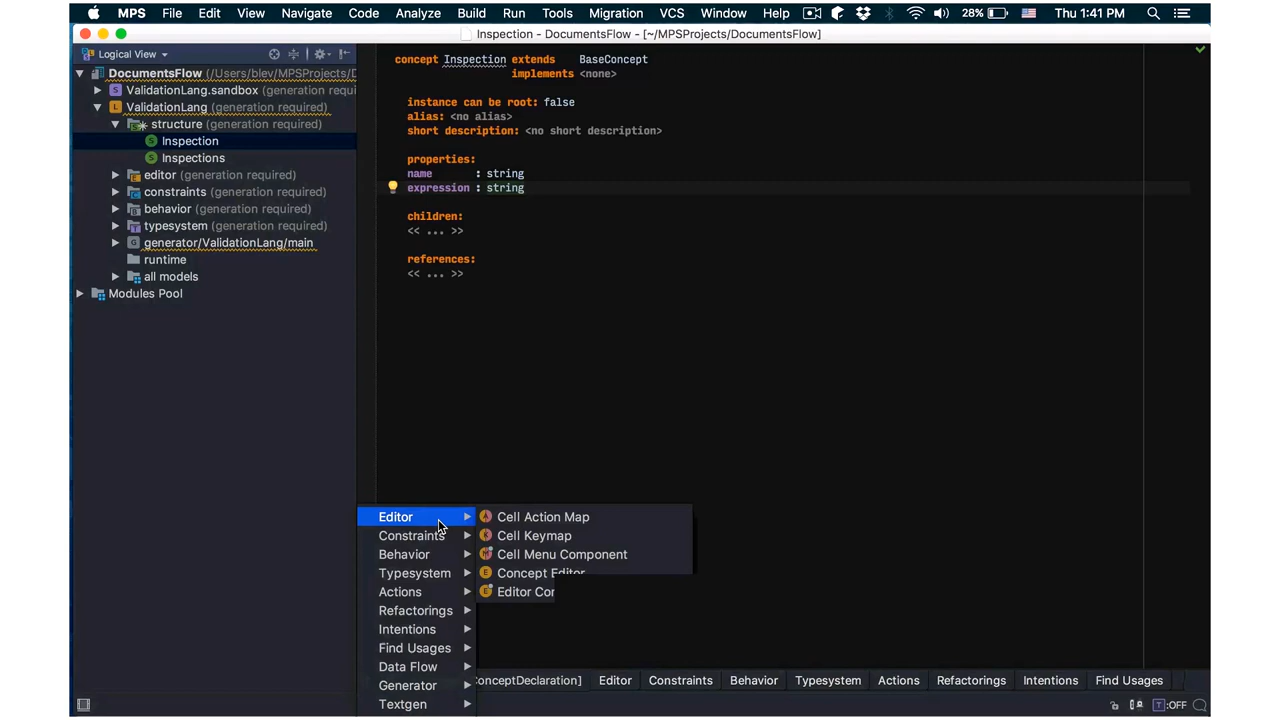 MPS File Edit View Navigate Code Analyze Build Run Tools Migration VCS Window Help 28% Thu 1:41 PM
Inspection - DocumentsFlow - [~/MPSProjects/DocumentsFlow]
Logical View
DocumentsFlow (/Users/blev/MPSProjects/D
ValidationLang.sandbox (generation requi
ValidationLang (generation required)
structure (generation required)
Inspection
Inspections
editor (generation required)
constraints (generation required)
behavior (generation required)
typesystem (generation required)
generator/ValidationLang/main
runtime
all models
Modules Pool
concept Inspection extends BaseConcept
implements <none>
instance can be root: false
alias: <no alias>
short description: <no short description>
properties:
name : string
expression : string
children:
<< ... >>
references:
<< ... >>
Editor
Constraints
Behavior
Typesystem
Actions
Refactorings
Intentions
Find Usages
Data Flow
Generator
Textgen
Cell Action Map
Cell Keymap
Cell Menu Component
Concept Editor
Editor Cor
ConceptDeclaration] Editor Constraints Behavior Typesystem Actions Refactorings Intentions Find Usages
T :OFF